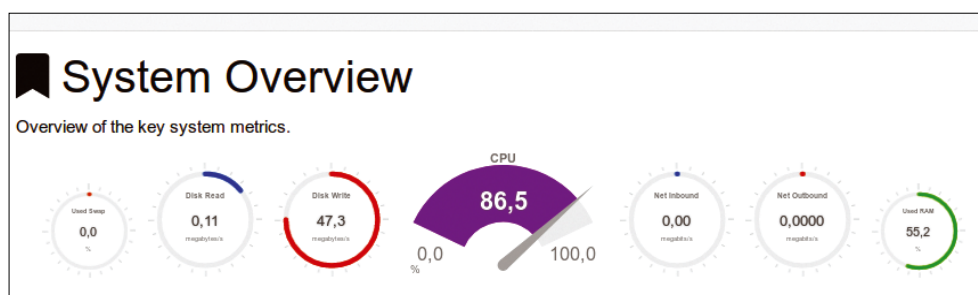 System Overview
Overview of the key system metrics.
Used Swap
0,0
%
Disk Read
0,11
megabytes/s
Disk Write
47,3
megabytes/s
CPU
86,5
0,0
100,0
%
Net Inbound
0,00
megabits/s
Net Outbound
0,0000
megabits/s
Used RAM
55,2
%